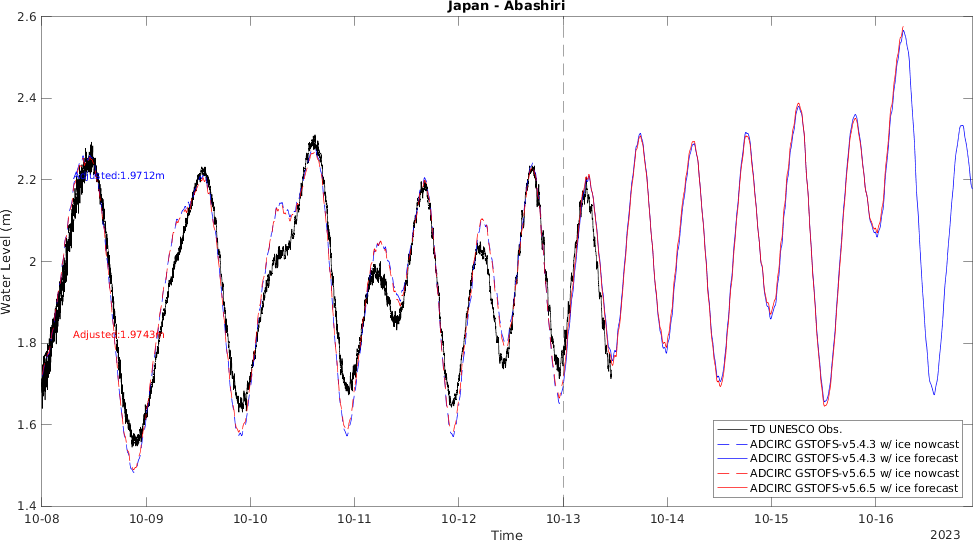 Japan - Abashiri
Water Level (m)
2.6
2.4
2.2
2
1.8
1.6
1.4
Adjusted:1.9712m
Adjusted:1.9743m
TD UNESCO Obs.
ADCIRC GSTOFS-v5.4.3 w/ ice nowcast
ADCIRC GSTOFS-v5.4.3 w/ ice forecast
ADCIRC GSTOFS-v5.6.5 w/ ice nowcast
ADCIRC GSTOFS-v5.6.5 w/ ice forecast
10-08 10-09 10-10 10-11 10-12 10-13 10-14 10-15 10-16
Time
2023